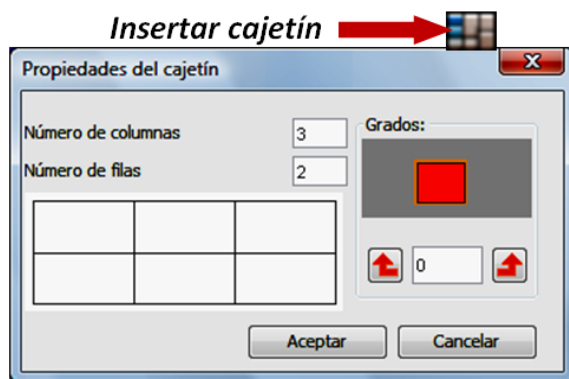 Insertar cajetín
Propiedades del cajetín
Número de columnas
3
Grados:
Número de filas
2
0
Aceptar
Cancelar